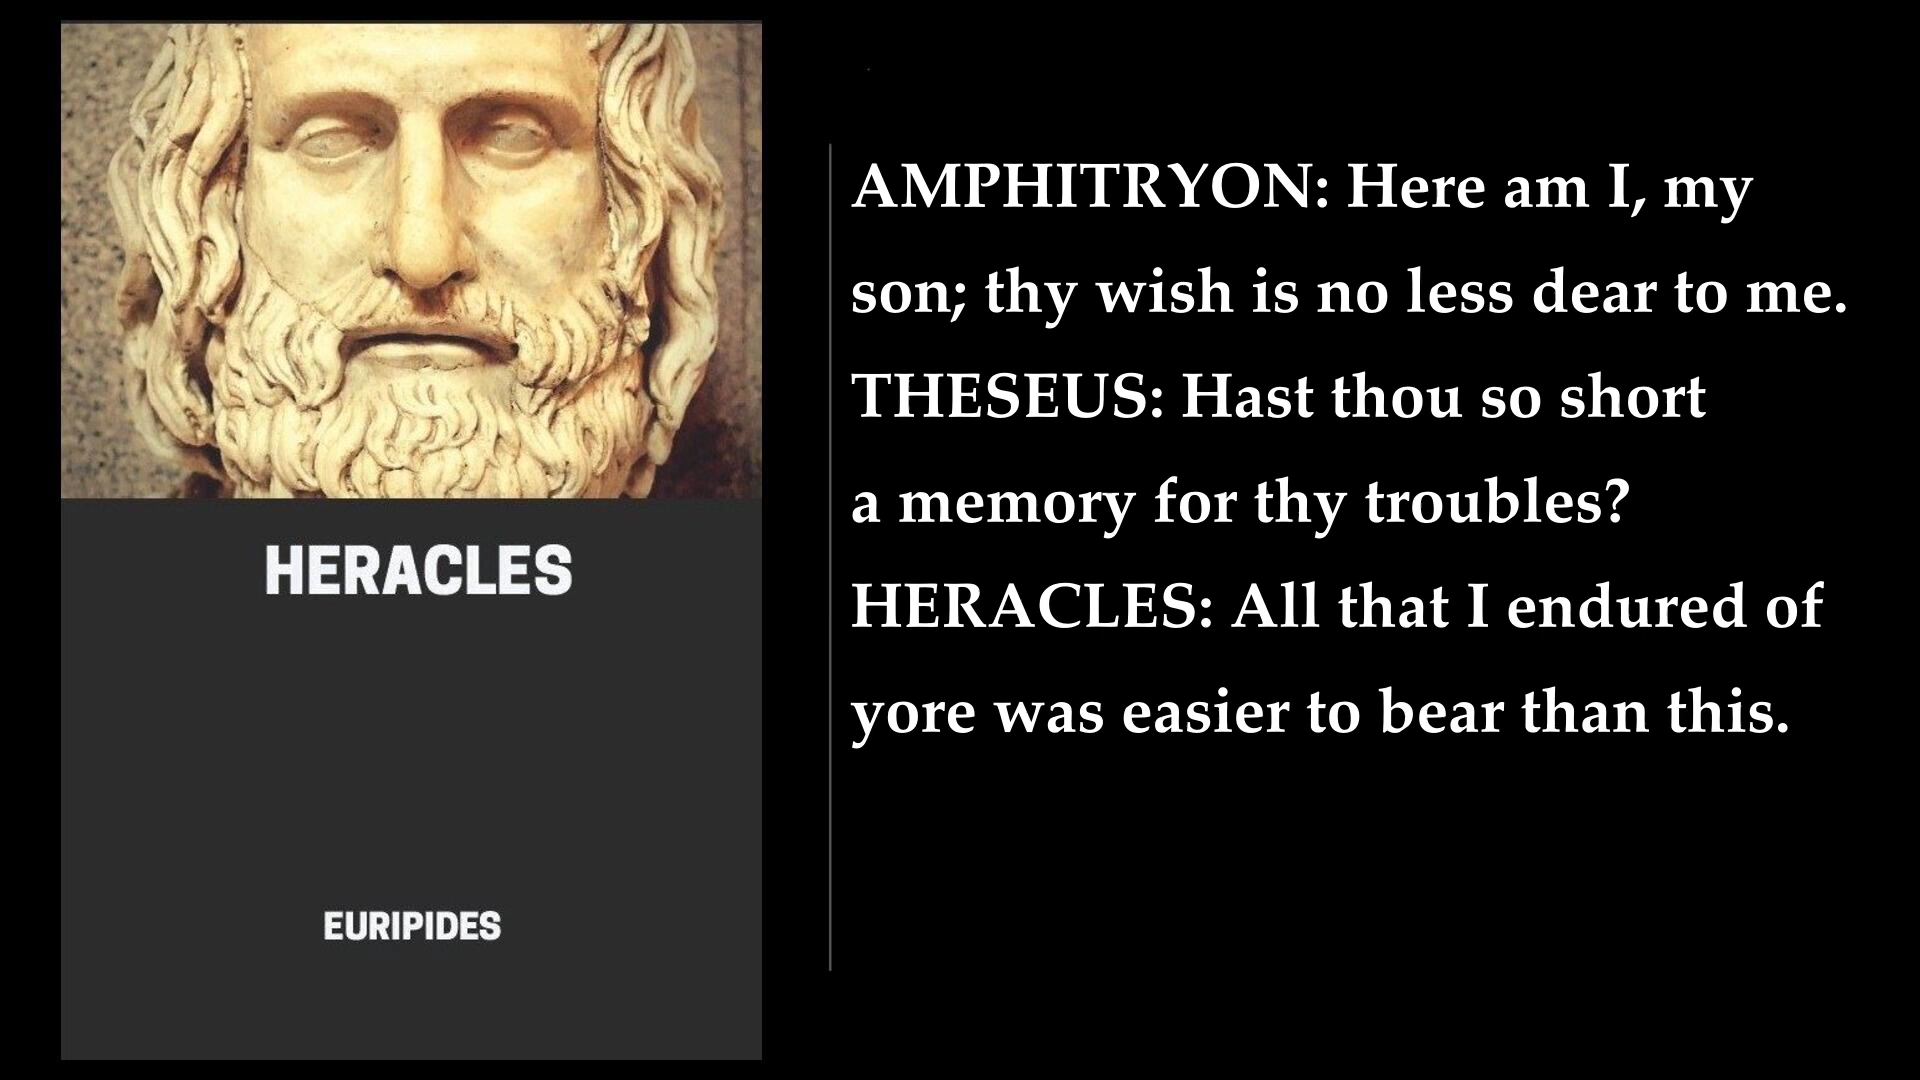 HERACLES
EURIPIDES
AMPHITRYON: Here am I, my
son; thy wish is no less dear to me.
THESEUS: Hast thou so short
a memory for thy troubles?
HERACLES: All that I endured of
yore was easier to bear than this.